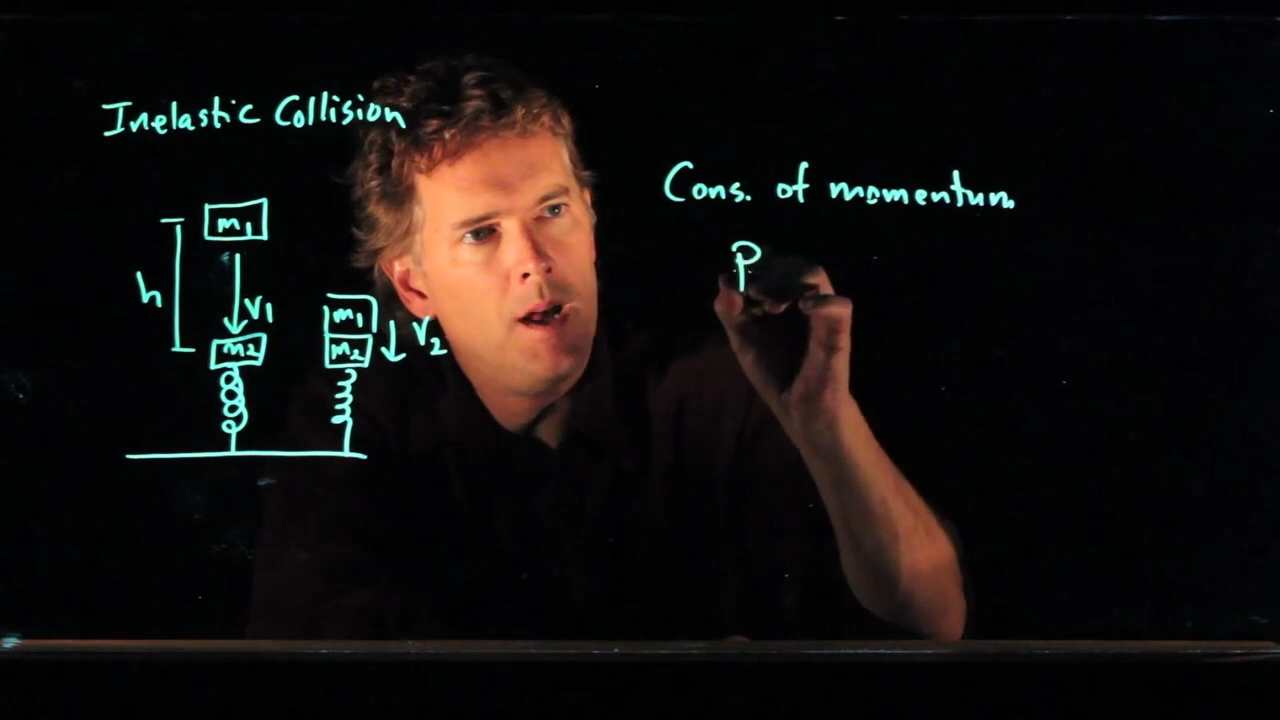 Inelastic Collision
Cons. of momentum
P
m1
h
v1
m2
m1
m2
v2